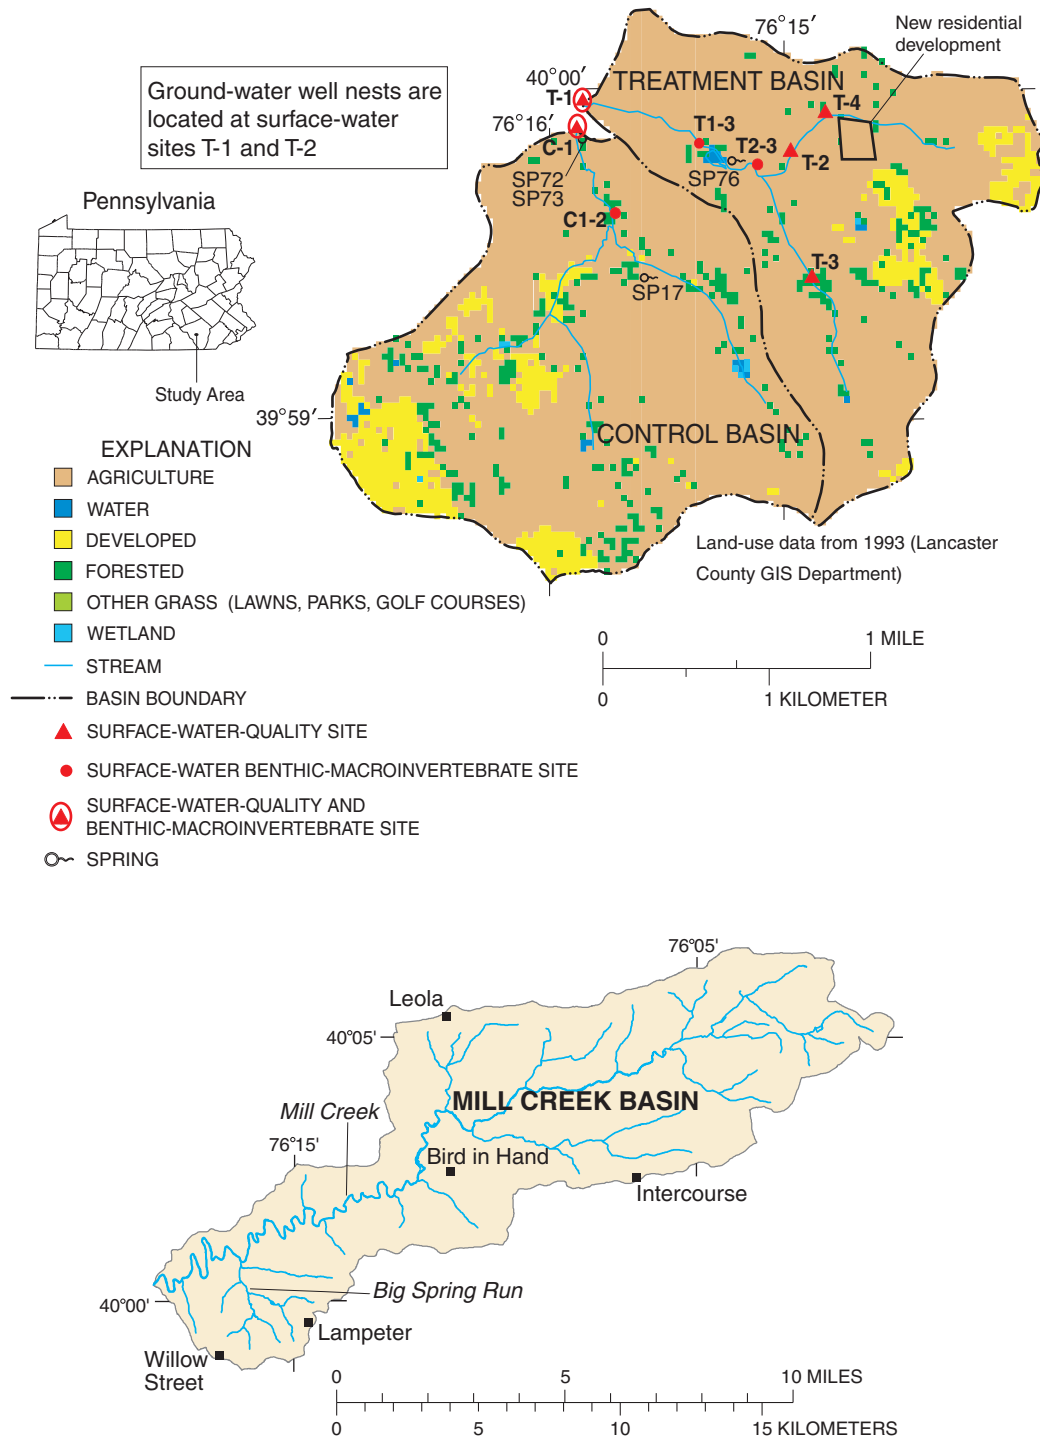 76°15′
New residential
development
40°00′
TREATMENT BASIN
T-1
T-4
Ground-water well nests are
located at surface-water
sites T-1 and T-2
76°16′
T1-3
C-1
T2-3
T-2
SP72
SP73
SP76
Pennsylvania
C1-2
T-3
SP17
Study Area
39°59′
CONTROL BASIN
EXPLANATION
AGRICULTURE
WATER
DEVELOPED
FORESTED
OTHER GRASS (LAWNS, PARKS, GOLF COURSES)
WETLAND
STREAM
BASIN BOUNDARY
SURFACE-WATER-QUALITY SITE
SURFACE-WATER BENTHIC-MACROINVERTEBRATE SITE
SURFACE-WATER-QUALITY AND
BENTHIC-MACROINVERTEBRATE SITE
SPRING
Land-use data from 1993 (Lancaster
County GIS Department)
0 1 MILE
0 1 KILOMETER
76°05'
Leola
40°05'
MILL CREEK BASIN
Mill Creek
76°15'
Bird in Hand
Intercourse
Big Spring Run
40°00'
Lampeter
Willow
Street
0 5 10 MILES
0 5 10 15 KILOMETERS